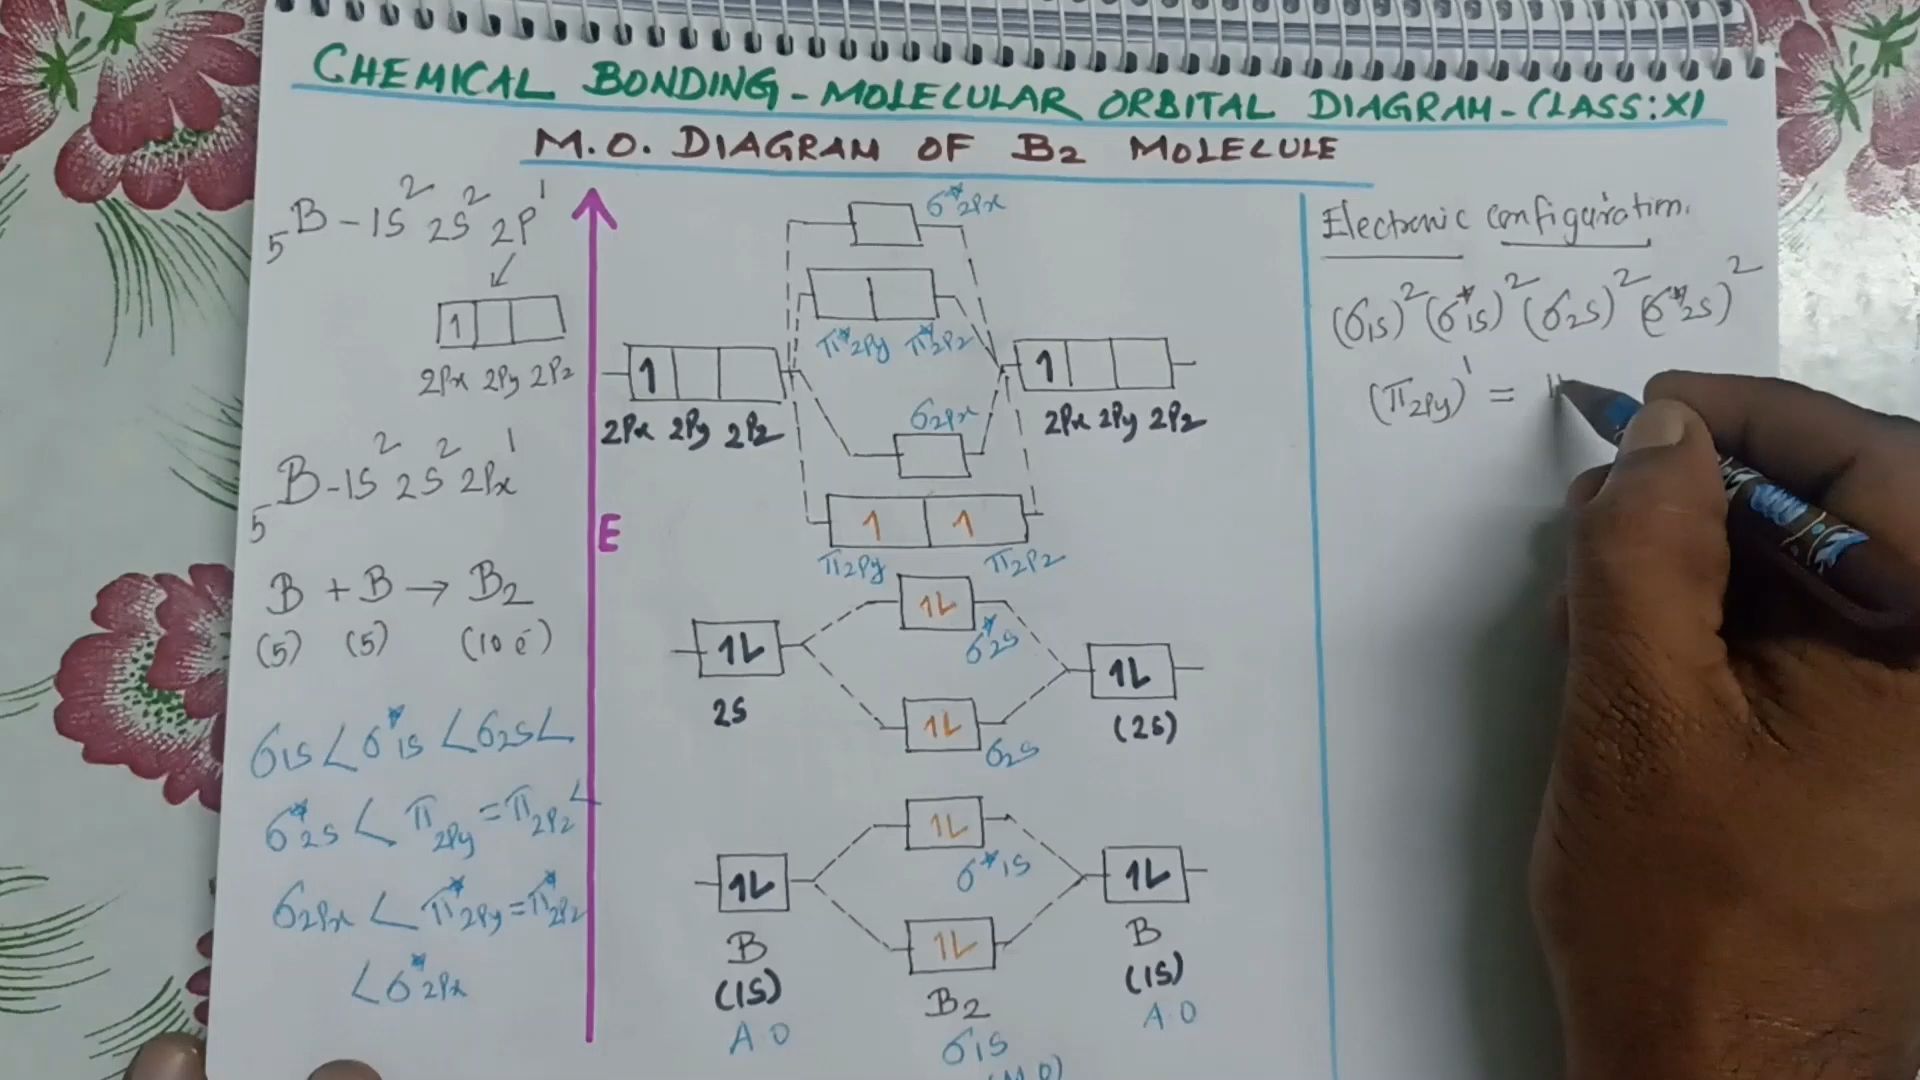 CHEMICAL BONDING - MOLECULAR ORBITAL DIAGRAM - CLASS: XI
M.O. DIAGRAM OF B2 MOLECULE
5B - 1S² 2S² 2P¹
1
2Px 2Py 2Pz
5B - 1S² 2S² 2Px¹
B + B → B2
(5) (5) (10 e⁻)
σ1s < σ*1s < σ2s <
σ*2s < π2Py = π2Pz <
σ2Px < π*2Py = π*2Pz
< σ*2Px
E
σ*2Px
π*2Py π*2Pz
1
1
2Px 2Py 2Pz
2Px 2Py 2Pz
σ2Px
1 1
π2Py π2Pz
1L
σ*2s
1L
1L
2S
(2S)
1L
σ2s
1L
σ*1s
1L
1L
1L
B
B
(1S)
(1S)
A O
A O
B2
σ1s
(M.O)
Electronic configuration.
(σ1s)² (σ*1s)² (σ2s)² (σ*2s)²
(π2Py)¹ =